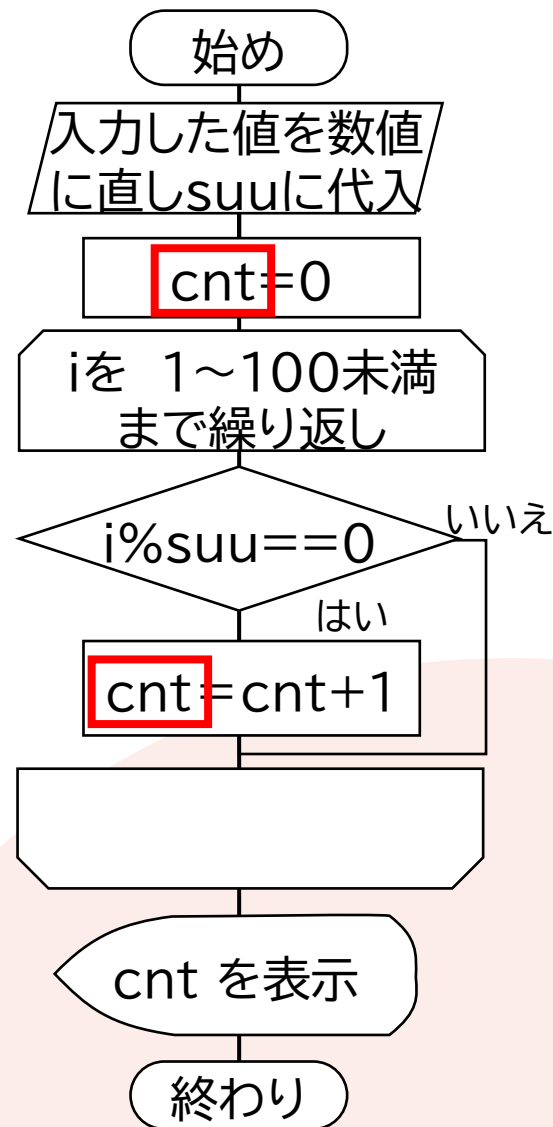 始め
入力した値を数値
に直しsuuに代入
cnt=0
iを 1～100未満
まで繰り返し
i%suu==0
いいえ
はい
cnt=cnt+1
cnt を表示
終わり